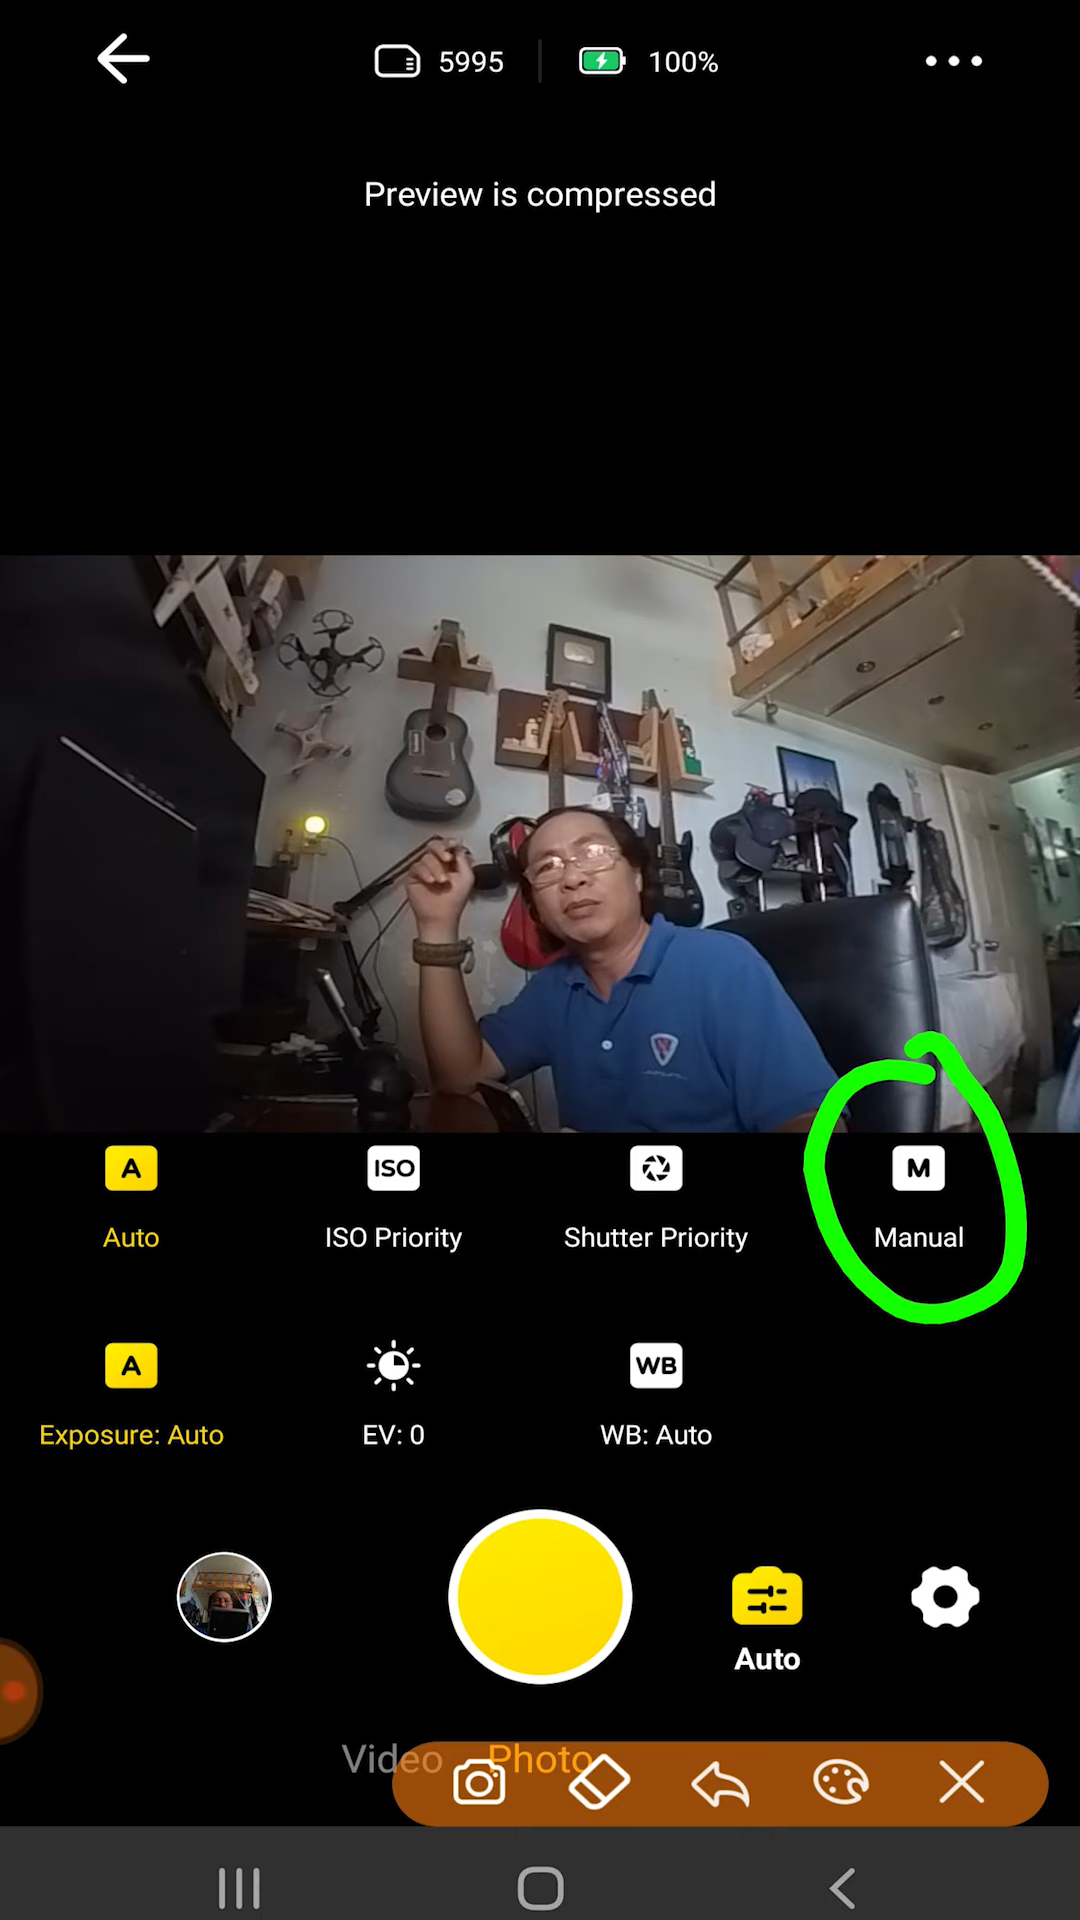 5995 100%
Preview is compressed
A ISO M
Auto ISO Priority Shutter Priority Manual
A WB
Exposure: Auto EV: 0 WB: Auto
Auto
Video Photo